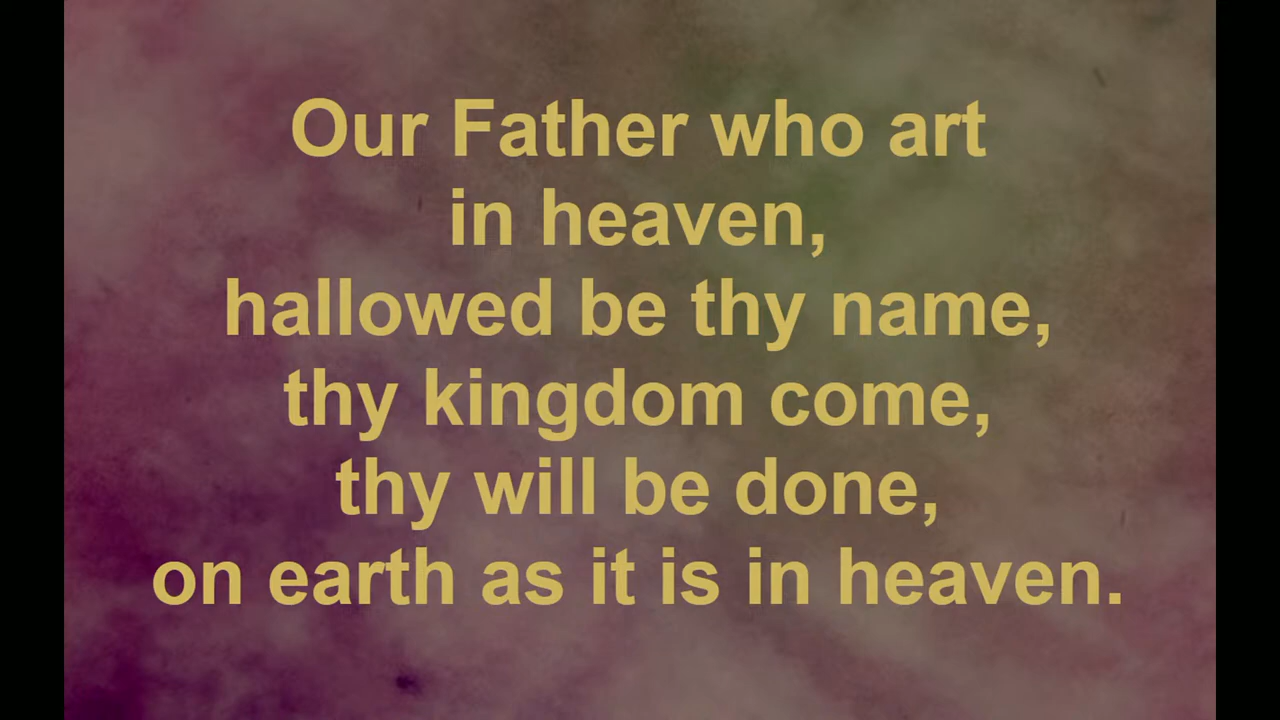 Our Father who art
in heaven,
hallowed be thy name,
thy kingdom come,
thy will be done,
on earth as it is in heaven.